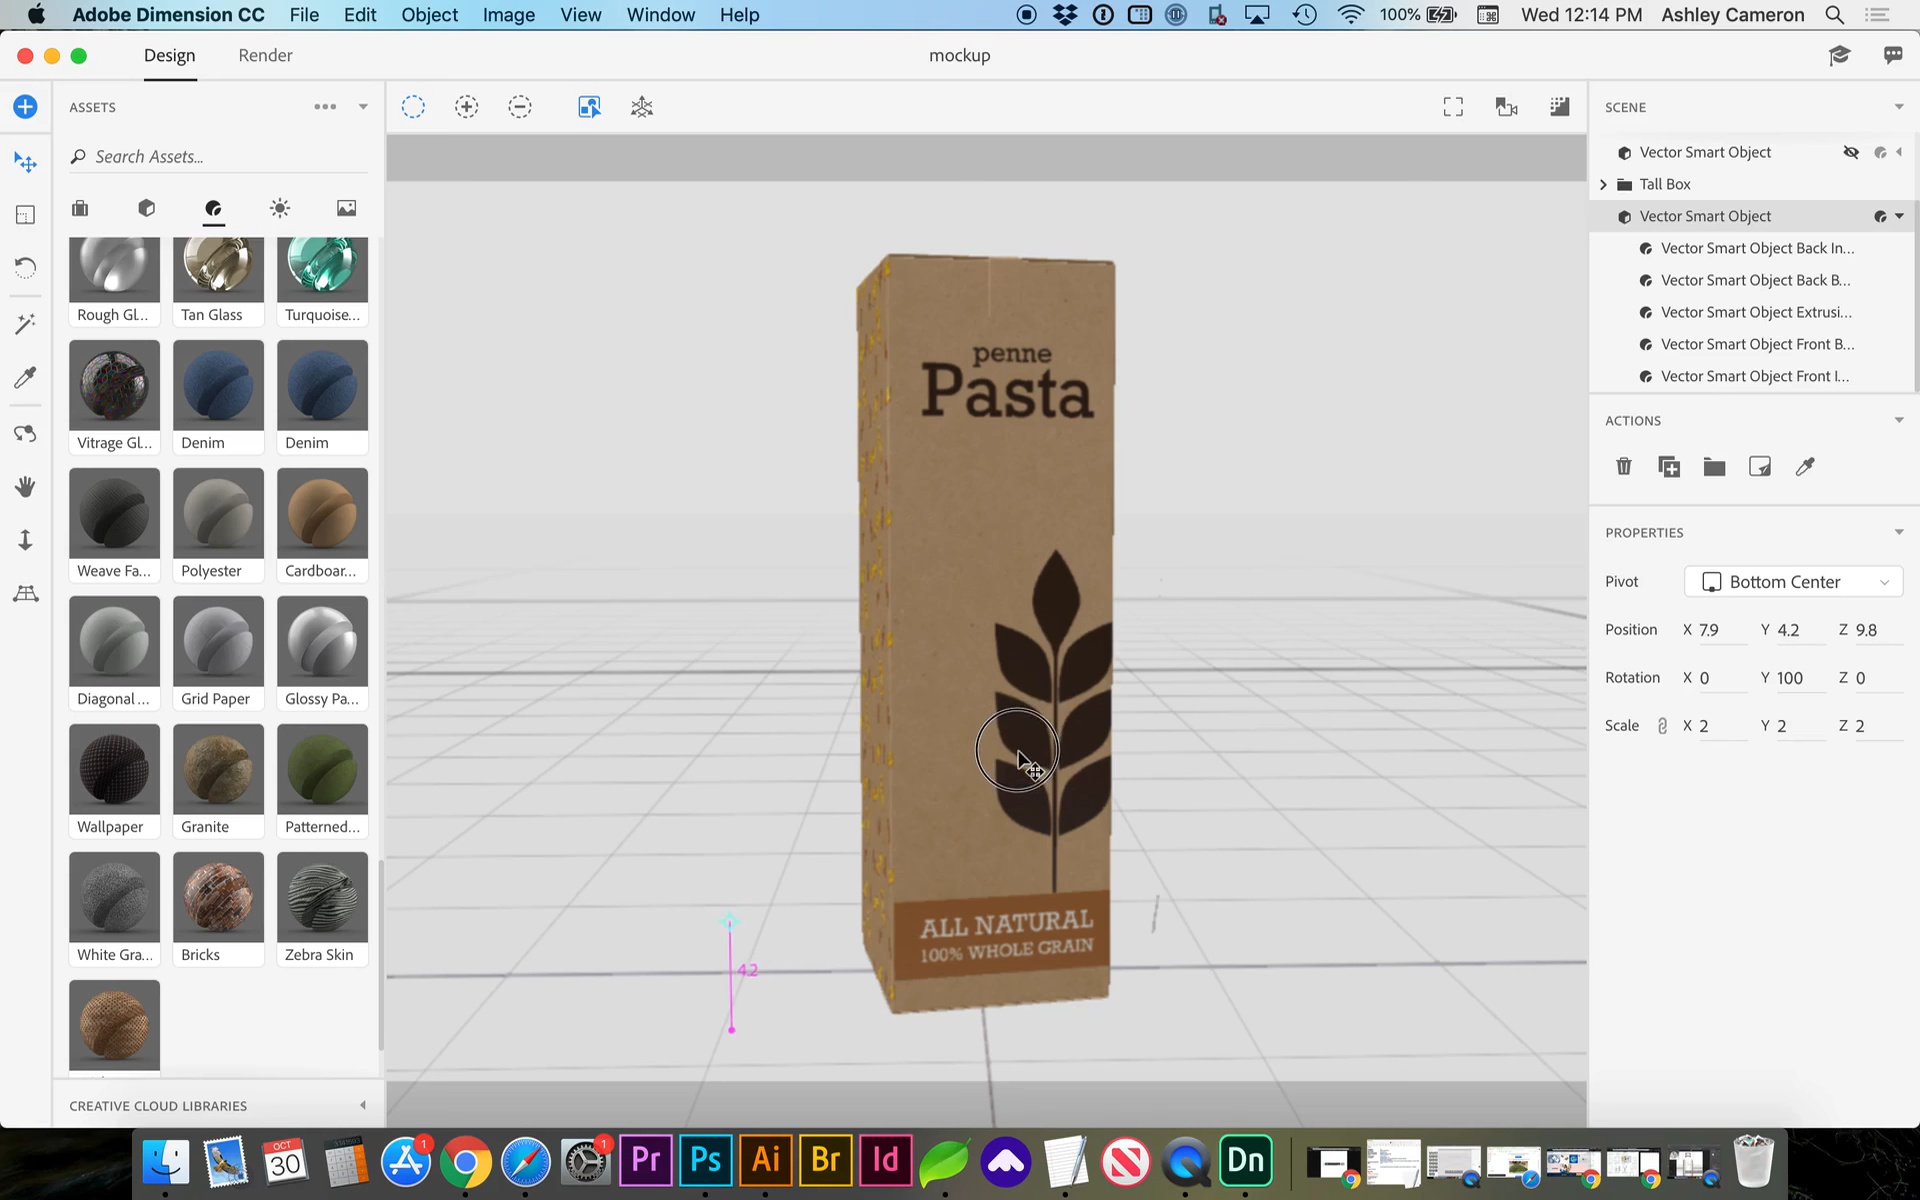 Adobe Dimension CC File Edit Object Image View Window Help 100% Wed 12:14 PM Ashley Cameron
Design Render mockup
ASSETS
Search Assets...
Rough Gl... Tan Glass Turquoise...
Vitrage Gl... Denim Denim
Weave Fa... Polyester Cardboar...
Diagonal ... Grid Paper Glossy Pa...
Wallpaper Granite Patterned...
White Gra... Bricks Zebra Skin
CREATIVE CLOUD LIBRARIES
penne
Pasta
ALL NATURAL
100% WHOLE GRAIN
4.2
SCENE
Vector Smart Object
Tall Box
Vector Smart Object
Vector Smart Object Back In...
Vector Smart Object Back B...
Vector Smart Object Extrusi...
Vector Smart Object Front B...
Vector Smart Object Front I...
ACTIONS
PROPERTIES
Pivot Bottom Center
Position X 7.9 Y 4.2 Z 9.8
Rotation X 0 Y 100 Z 0
Scale X 2 Y 2 Z 2
OCT
30
1
1
Pr Ps Ai Br Id Dn